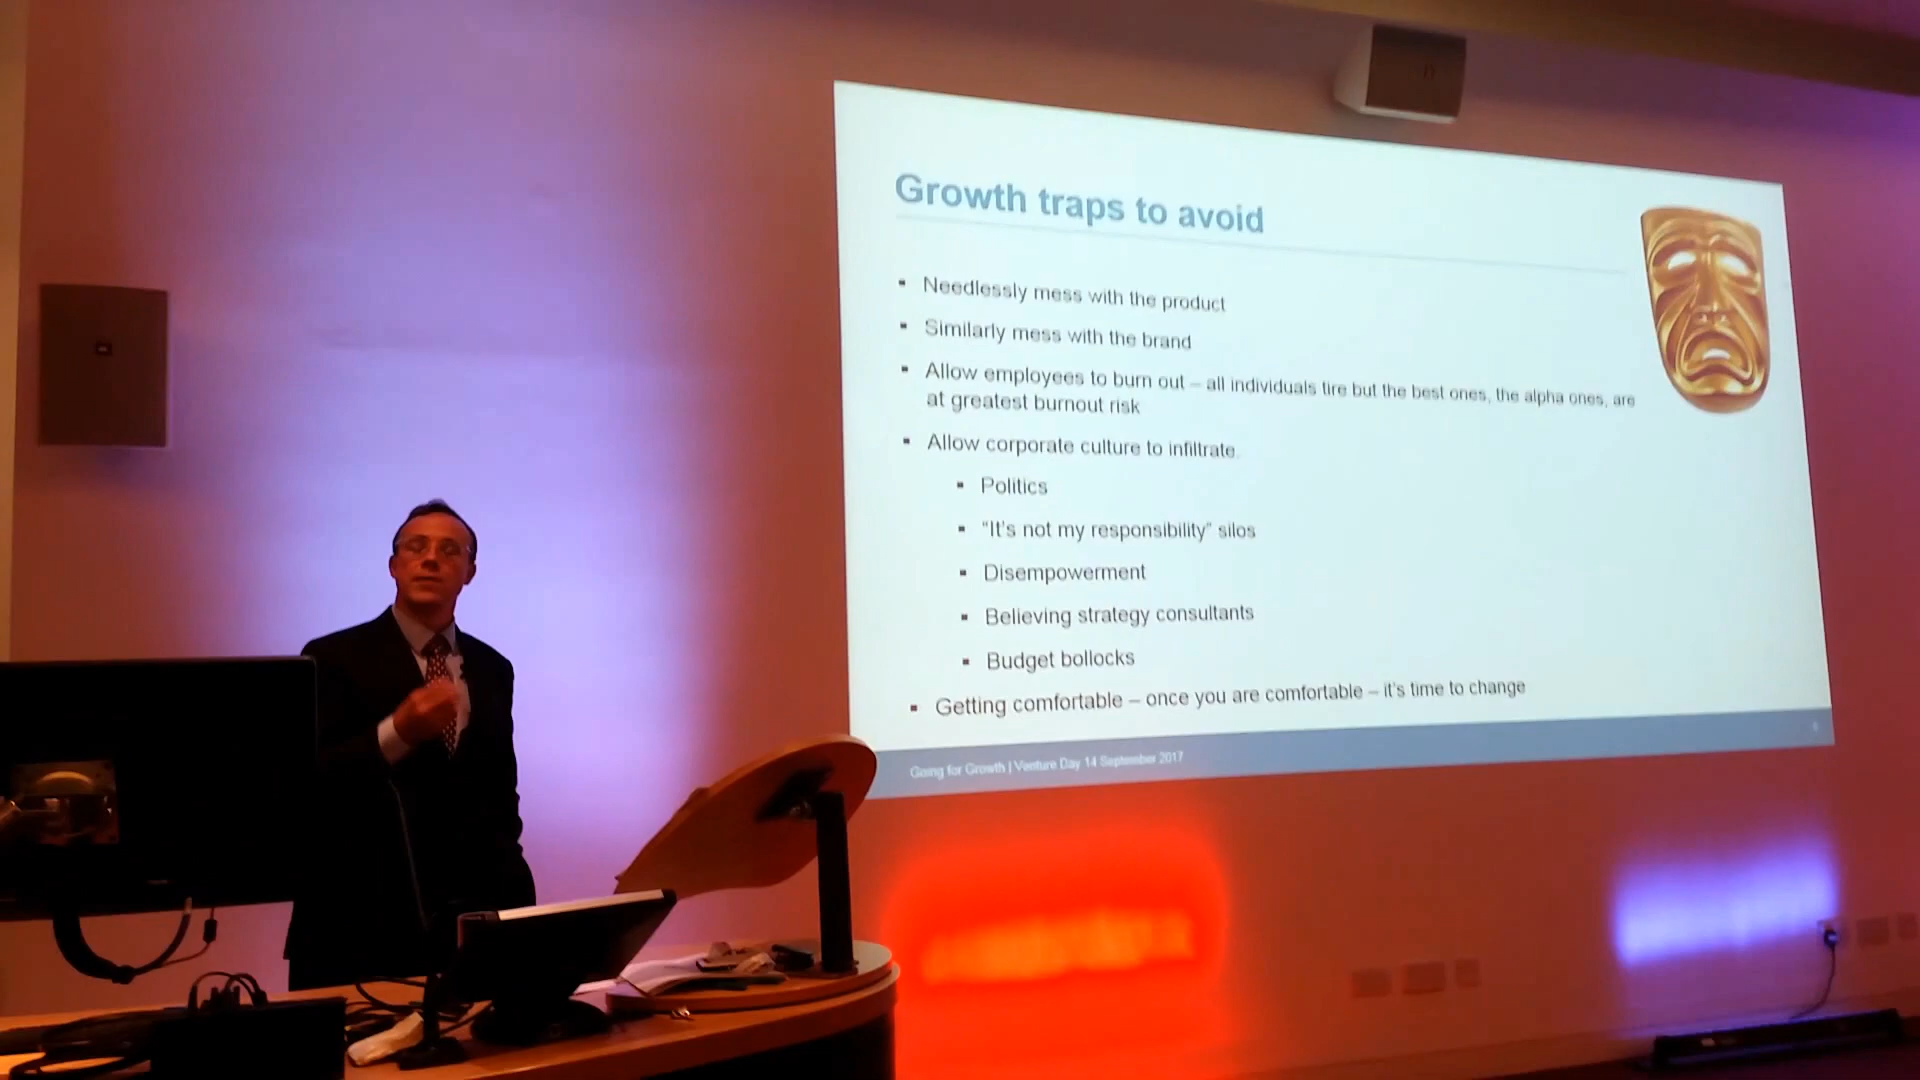 Growth traps to avoid
Needlessly mess with the product
Similarly mess with the brand
Allow employees to burn out – all individuals tire but the best ones, the alpha ones, are
at greatest burnout risk
Allow corporate culture to infiltrate
Politics
"It's not my responsibility" silos
Disempowerment
Believing strategy consultants
Budget bollocks
Getting comfortable – once you are comfortable – it's time to change
Going for Growth | Venture Day 14 September 2017